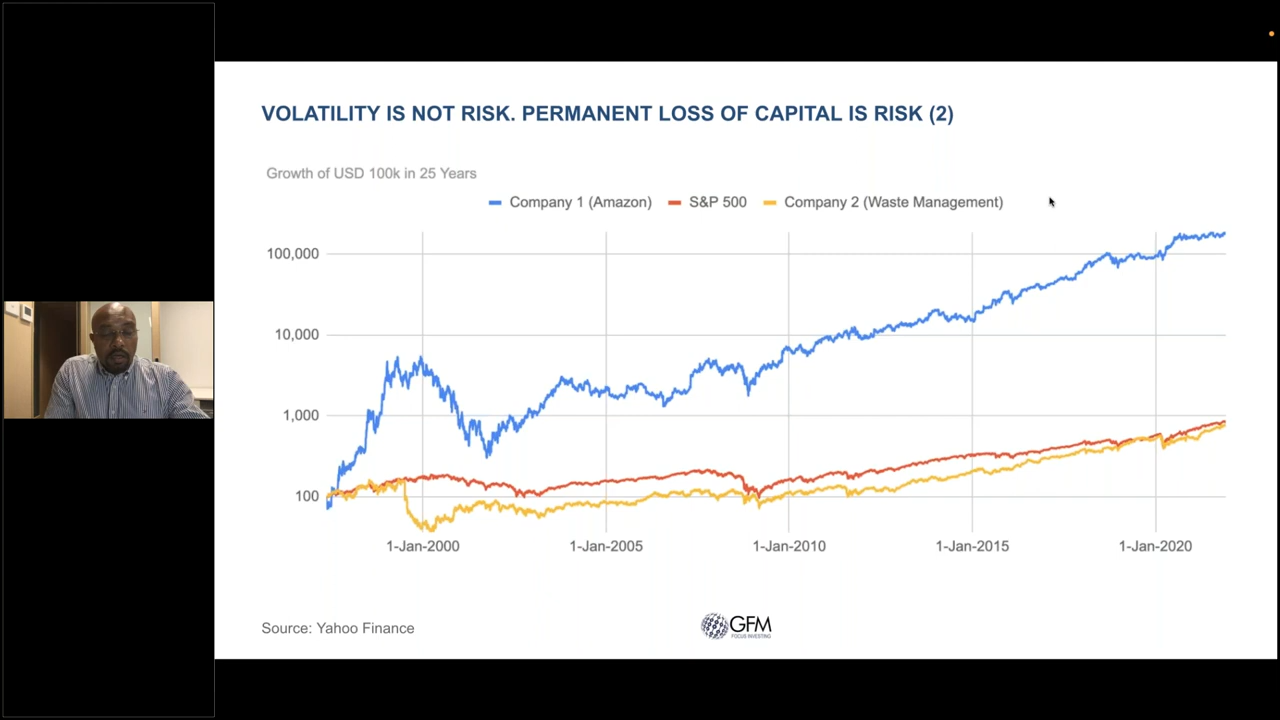 VOLATILITY IS NOT RISK. PERMANENT LOSS OF CAPITAL IS RISK (2)
Growth of USD 100k in 25 Years
Company 1 (Amazon) S&P 500 Company 2 (Waste Management)
100,000
10,000
1,000
100
1-Jan-2000 1-Jan-2005 1-Jan-2010 1-Jan-2015 1-Jan-2020
Source: Yahoo Finance
GFM
FOCUS INVESTING